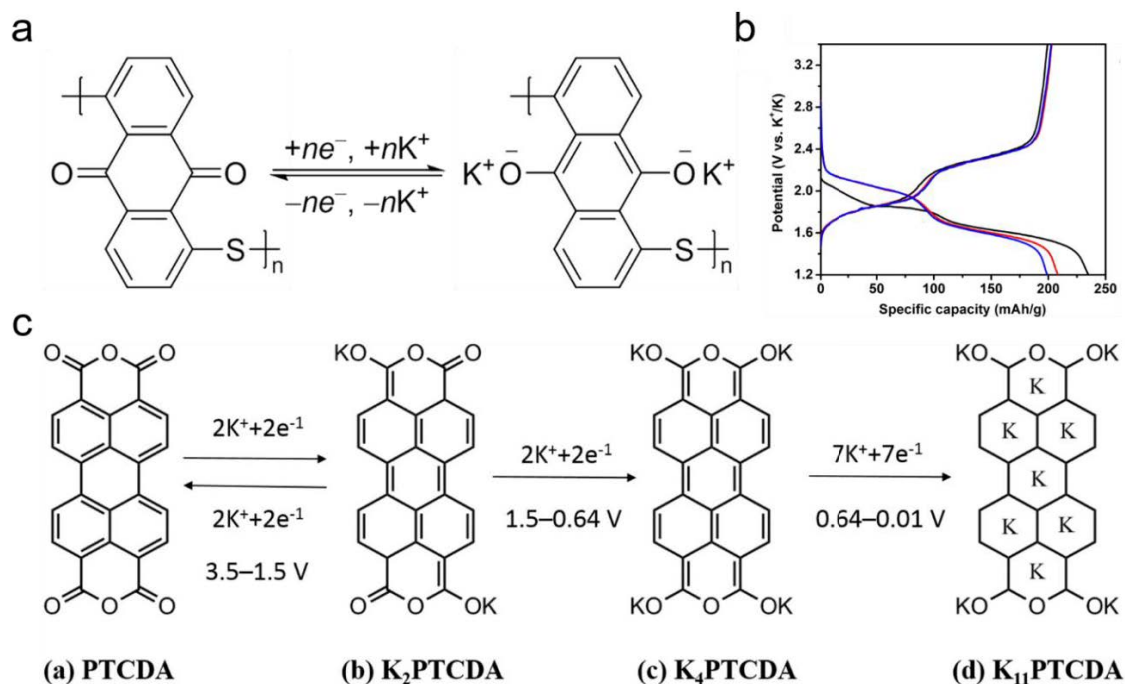 a
b
O
O
S
n
+ne⁻, +nK⁺
−ne⁻, −nK⁺
K⁺ ⁻O
O⁻ K⁺
S
n
Potential (V vs. K⁺/K)
3.2
2.8
2.4
2.0
1.6
1.2
0 50 100 150 200 250
Specific capacity (mAh/g)
c
O O O
KO O O
KO O OK
KO O OK
2K⁺+2e⁻¹
2K⁺+2e⁻¹
3.5–1.5 V
2K⁺+2e⁻¹
1.5–0.64 V
7K⁺+7e⁻¹
0.64–0.01 V
K
K K
K
K K
K
O O O
O O OK
KO O OK
KO O OK
(a) PTCDA
(b) K₂PTCDA
(c) K₄PTCDA
(d) K₁₁PTCDA